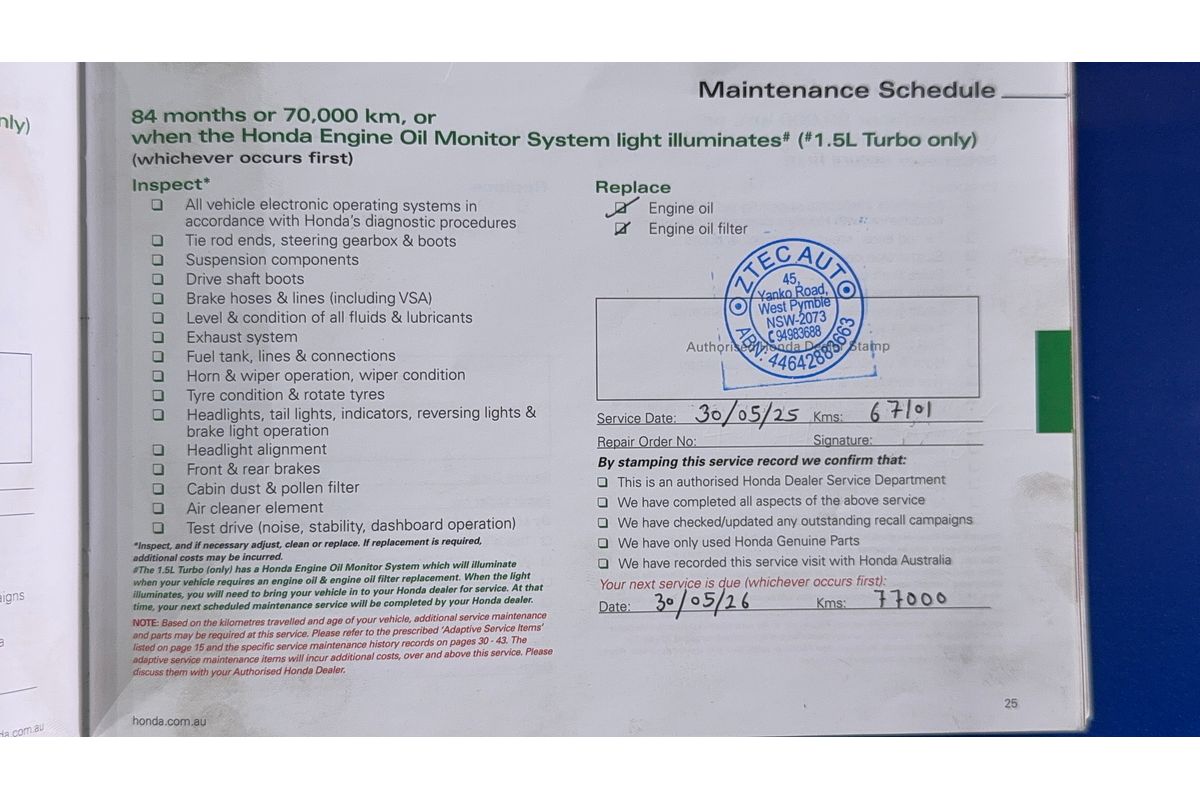 nly)
aigns
da.com.au
Maintenance Schedule
84 months or 70,000 km, or
when the Honda Engine Oil Monitor System light illuminates# (#1.5L Turbo only)
(whichever occurs first)
Inspect*
All vehicle electronic operating systems in
accordance with Honda's diagnostic procedures
Tie rod ends, steering gearbox & boots
Suspension components
Drive shaft boots
Brake hoses & lines (including VSA)
Level & condition of all fluids & lubricants
Exhaust system
Fuel tank, lines & connections
Horn & wiper operation, wiper condition
Tyre condition & rotate tyres
Headlights, tail lights, indicators, reversing lights &
brake light operation
Headlight alignment
Front & rear brakes
Cabin dust & pollen filter
Air cleaner element
Test drive (noise, stability, dashboard operation)
*Inspect, and if necessary adjust, clean or replace. If replacement is required,
additional costs may be incurred.
#The 1.5L Turbo (only) has a Honda Engine Oil Monitor System which will illuminate
when your vehicle requires an engine oil & engine oil filter replacement. When the light
illuminates, you will need to bring your vehicle in to your Honda dealer for service. At that
time, your next scheduled maintenance service will be completed by your Honda dealer.
NOTE: Based on the kilometres travelled and age of your vehicle, additional service maintenance
and parts may be required at this service. Please refer to the prescribed 'Adaptive Service Items'
listed on page 15 and the specific service maintenance history records on pages 30 - 43. The
adaptive service maintenance items will incur additional costs, over and above this service. Please
discuss them with your Authorised Honda Dealer.
honda.com.au
Replace
Engine oil
Engine oil filter
OZTEC AUTO
45,
Yanko Road,
West Pymble
NSW-2073
94983688
ABN:
Authorised Honda Dealer Stamp
Service Date: 30/05/25 Kms: 67101
Repair Order No: Signature:
By stamping this service record we confirm that:
This is an authorised Honda Dealer Service Department
We have completed all aspects of the above service
We have checked/updated any outstanding recall campaigns
We have only used Honda Genuine Parts
We have recorded this service visit with Honda Australia
Your next service is due (whichever occurs first):
Date: 30/05/26 Kms: 77000
25